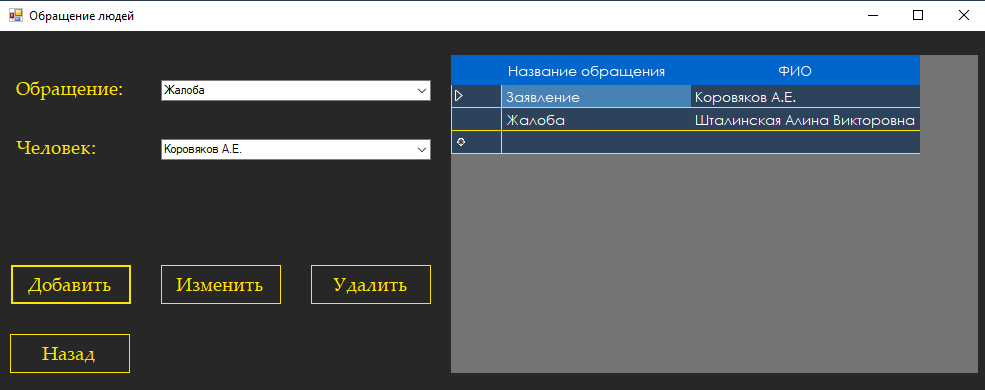 Обращение людей
Обращение:
Жалоба
Человек:
Коровяков А.Е.
Добавить
Изменить
Удалить
Назад
Название обращения ФИО
Заявление Коровяков А.Е.
Жалоба Шталинская Алина Викторовна